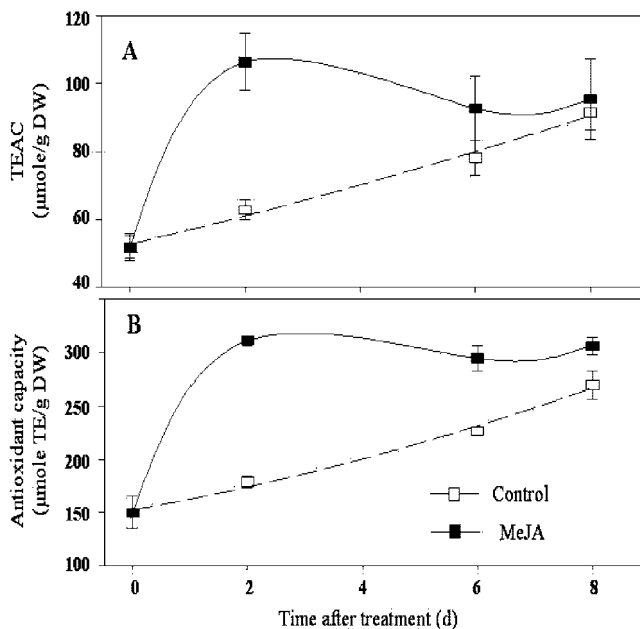 A
120
100
80
60
40
TEAC
(μmole/g DW)
B
300
250
200
150
100
Antioxidant capacity
(μmole TE/g DW)
Control
MeJA
0 2 4 6 8
Time after treatment (d)